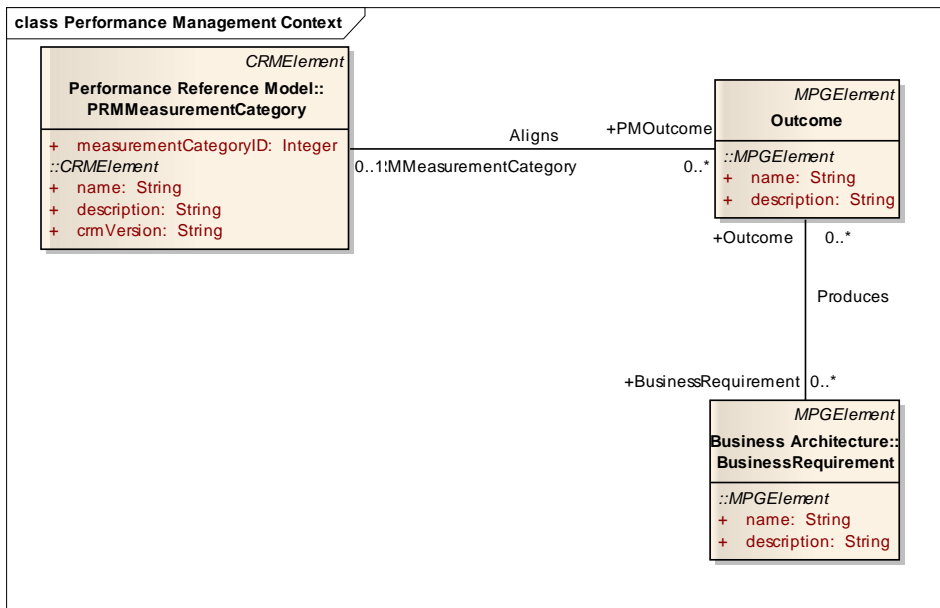 class Performance Management Context
CRMElement
Performance Reference Model::
PRMMeasurementCategory
+ measurementCategoryID: Integer
::CRMElement
+ name: String
+ description: String
+ crmVersion: String
Aligns
+PMOutcome
0..1
MMeasurementCategory
0..*
MPGElement
Outcome
::MPGElement
+ name: String
+ description: String
+Outcome
0..*
Produces
+BusinessRequirement
0..*
MPGElement
Business Architecture::
BusinessRequirement
::MPGElement
+ name: String
+ description: String